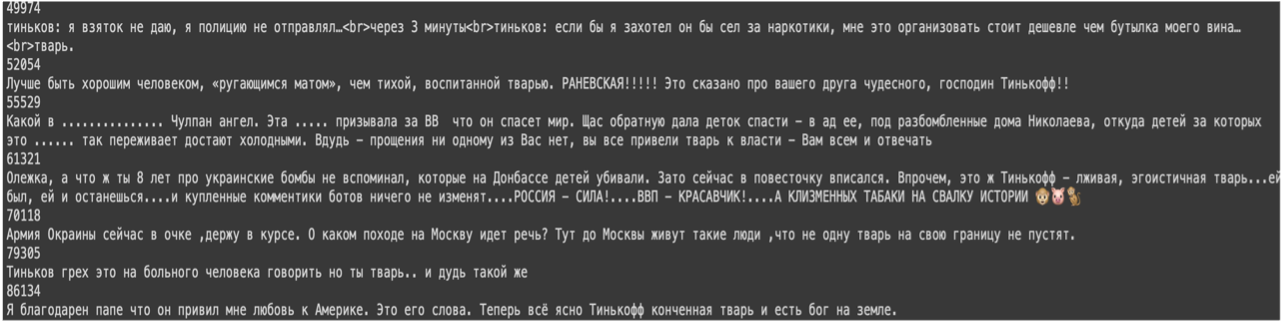 49974
тиньков: я взяток не даю, я полицию не отправлял…<br>через 3 минуты<br>тиньков: если бы я захотел он бы сел за наркотики, мне это организовать стоит дешевле чем бутылка моего вина…
<br>тварь.
52054
Лучше быть хорошим человеком, «ругающимся матом», чем тихой, воспитанной тварью. РАНЕВСКАЯ!!!!! Это сказано про вашего друга чудесного, господин Тинькофф!!
55529
Какой в ............... Чулпан ангел. Эта ..... призывала за ВВ  что он спасет мир. Щас обратную дала деток спасти – в ад ее, под разбомбленные дома Николаева, откуда детей за которых
это ...... так переживает достают холодными. Вдудь – прощения ни одному из Вас нет, вы все привели тварь к власти – Вам всем и отвечать
61321
Олежка, а что ж ты 8 лет про украинские бомбы не вспоминал, которые на Донбассе детей убивали. Зато сейчас в повесточку вписался. Впрочем, это ж Тинькофф – лживая, эгоистичная тварь...ей
был, ей и останешься....и купленные комментики ботов ничего не изменят....РОССИЯ – СИЛА!....ВВП – КРАСАВЧИК!....А КЛИЗМЕННЫХ ТАБАКИ НА СВАЛКУ ИСТОРИИ 🐵🐷🐒
70118
Армия Окраины сейчас в очке ,держу в курсе. О каком походе на Москву идет речь? Тут до Москвы живут такие люди ,что не одну тварь на свою границу не пустят.
79305
Тиньков грех это на больного человека говорить но ты тварь.. и дудь такой же
86134
Я благодарен папе что он привил мне любовь к Америке. Это его слова. Теперь всё ясно Тинькофф конченная тварь и есть бог на земле.